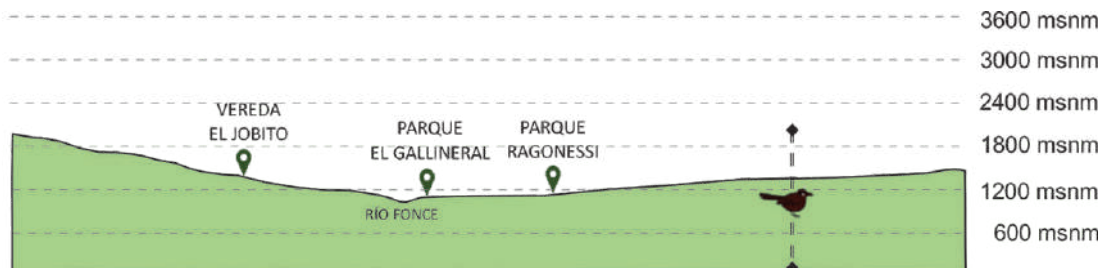 3600 msnm
3000 msnm
2400 msnm
VEREDA
EL JOBITO
PARQUE
EL GALLINERAL
PARQUE
RAGONESSI
1800 msnm
1200 msnm
RÍO FONCE
600 msnm